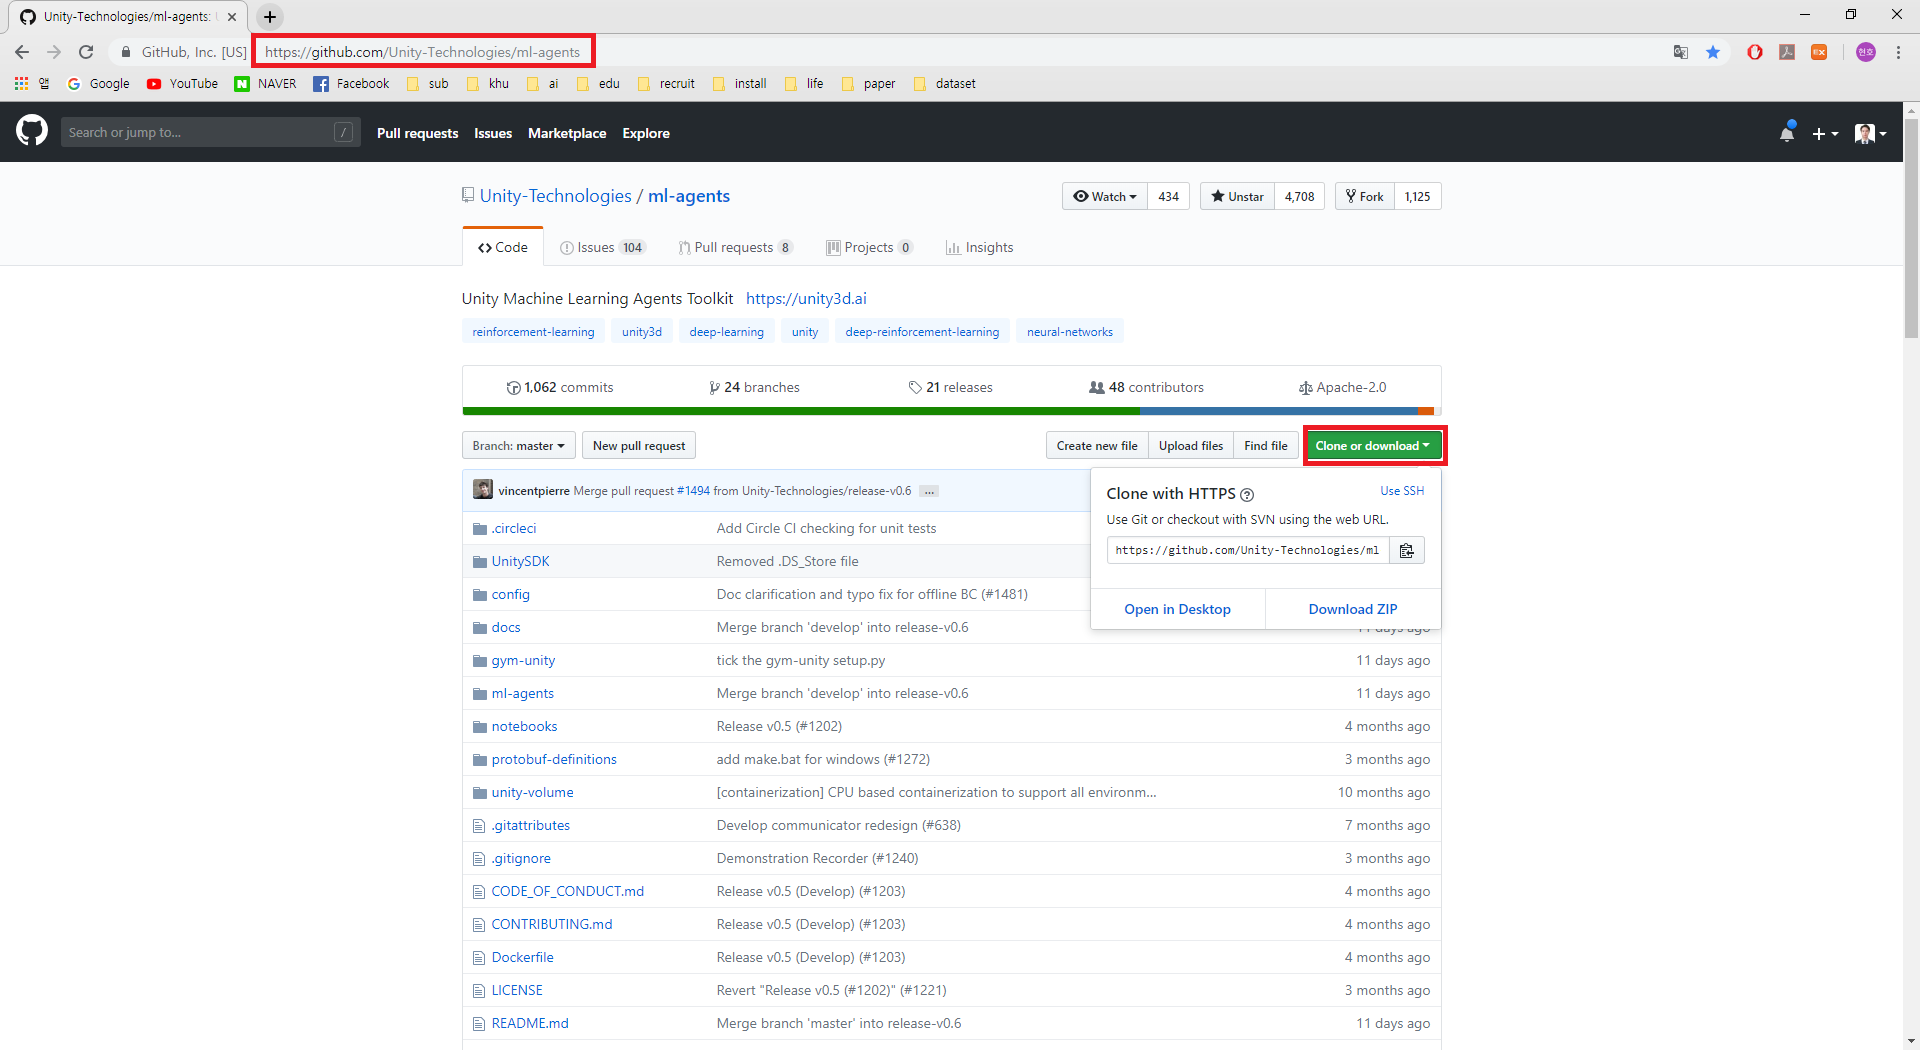 Unity-Technologies/ml-agents:
GitHub, Inc. [US] https://github.com/Unity-Technologies/ml-agents
앱 Google YouTube NAVER Facebook sub khu ai edu recruit install life paper dataset
Search or jump to... / Pull requests Issues Marketplace Explore
Unity-Technologies / ml-agents Watch 434 Unstar 4,708 Fork 1,125
Code Issues 104 Pull requests 8 Projects 0 Insights
Unity Machine Learning Agents Toolkit https://unity3d.ai
reinforcement-learning unity3d deep-learning unity deep-reinforcement-learning neural-networks
1,062 commits 24 branches 21 releases 48 contributors Apache-2.0
Branch: master New pull request Create new file Upload files Find file Clone or download
vincentpierre Merge pull request #1494 from Unity-Technologies/release-v0.6 ...
Clone with HTTPS ? Use SSH
Use Git or checkout with SVN using the web URL.
https://github.com/Unity-Technologies/ml
Open in Desktop Download ZIP
.circleci Add Circle CI checking for unit tests
UnitySDK Removed .DS_Store file
config Doc clarification and typo fix for offline BC (#1481)
docs Merge branch 'develop' into release-v0.6 11 days ago
gym-unity tick the gym-unity setup.py 11 days ago
ml-agents Merge branch 'develop' into release-v0.6 11 days ago
notebooks Release v0.5 (#1202) 4 months ago
protobuf-definitions add make.bat for windows (#1272) 3 months ago
unity-volume [containerization] CPU based containerization to support all environm... 10 months ago
.gitattributes Develop communicator redesign (#638) 7 months ago
.gitignore Demonstration Recorder (#1240) 3 months ago
CODE_OF_CONDUCT.md Release v0.5 (Develop) (#1203) 4 months ago
CONTRIBUTING.md Release v0.5 (Develop) (#1203) 4 months ago
Dockerfile Release v0.5 (Develop) (#1203) 4 months ago
LICENSE Revert "Release v0.5 (#1202)" (#1221) 3 months ago
README.md Merge branch 'master' into release-v0.6 11 days ago